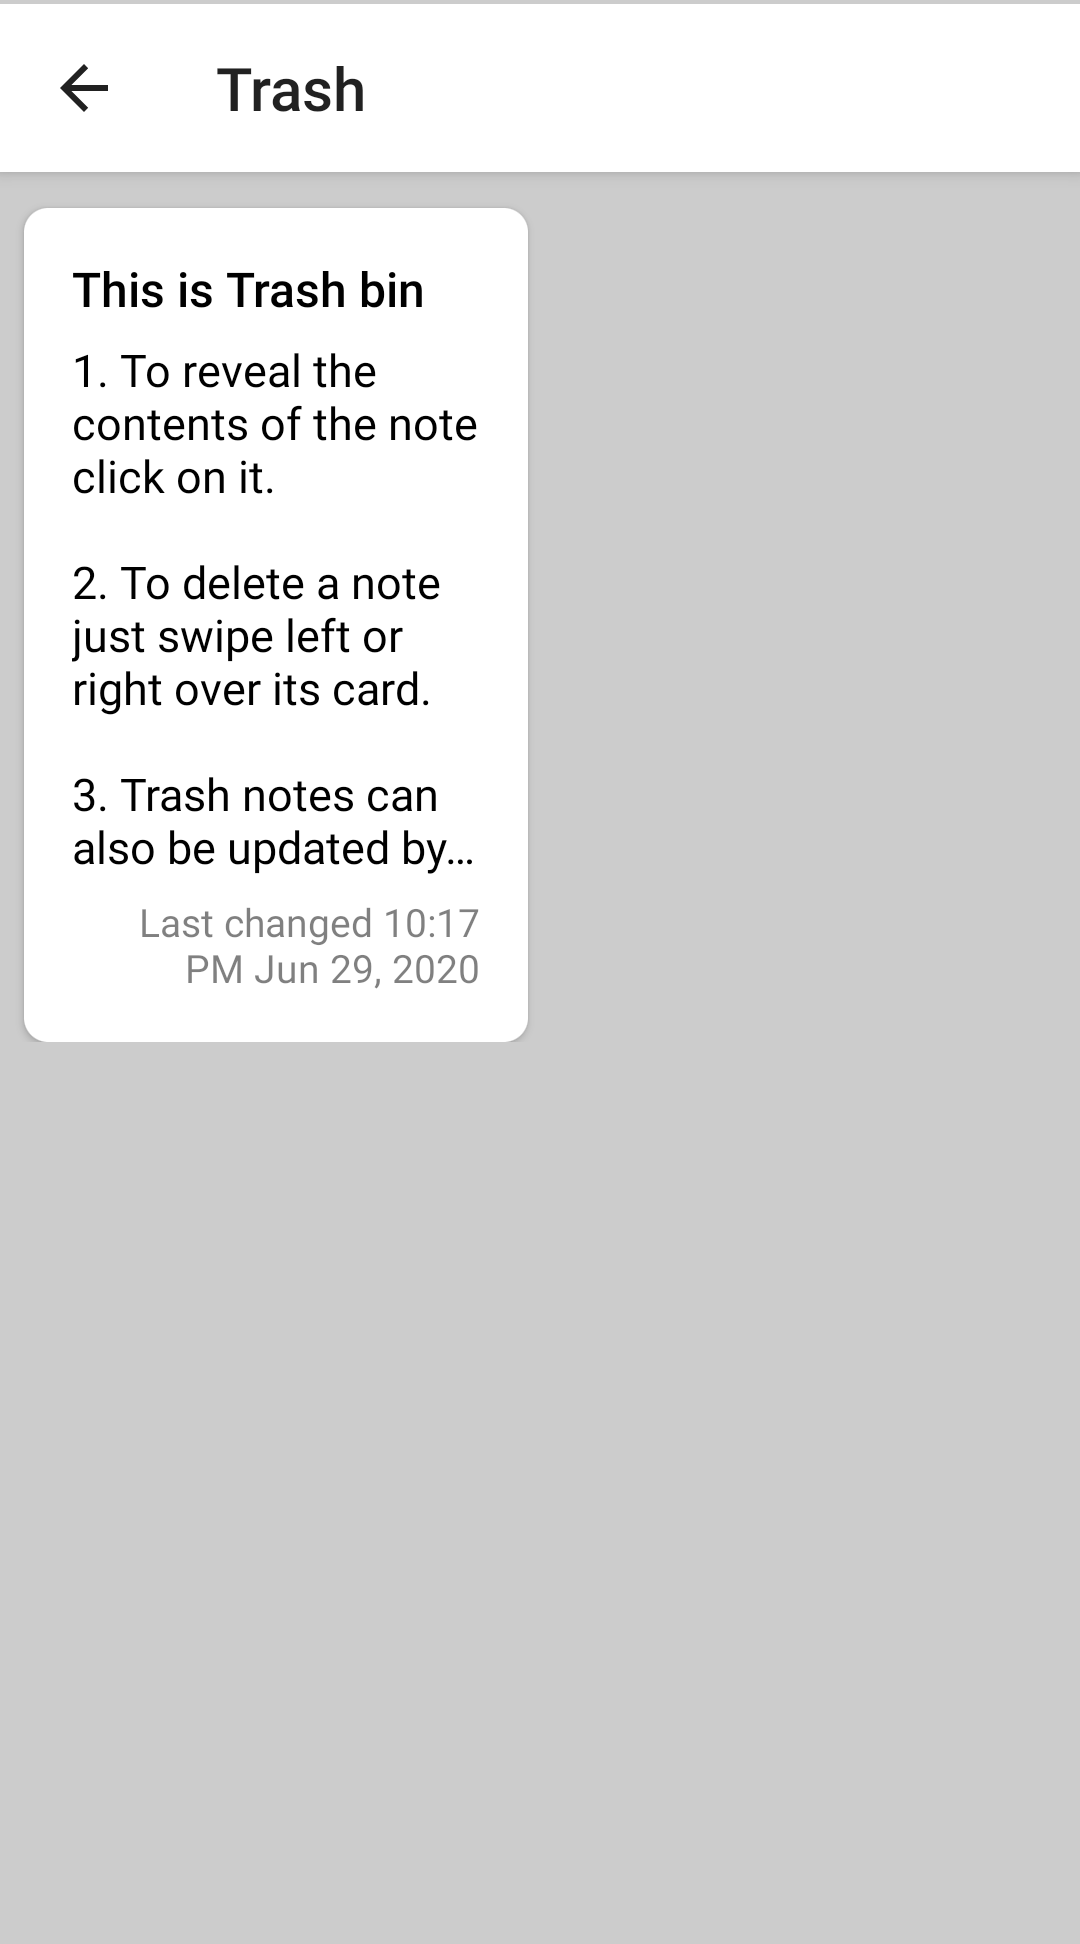 Trash
This is Trash bin
1. To reveal the
contents of the note
click on it.
2. To delete a note
just swipe left or
right over its card.
3. Trash notes can
also be updated by...
Last changed 10:17
PM Jun 29, 2020